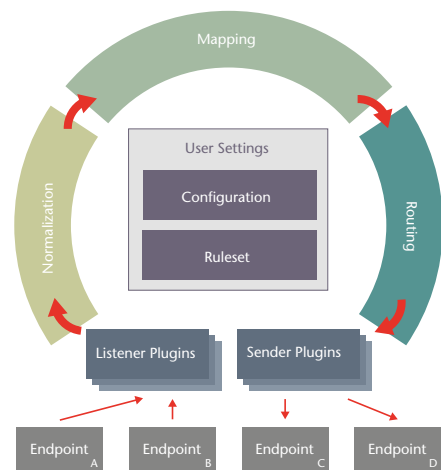 Mapping
Normalization
Routing
User Settings
Configuration
Ruleset
Listener Plugins
Sender Plugins
Endpoint A
Endpoint B
Endpoint C
Endpoint D